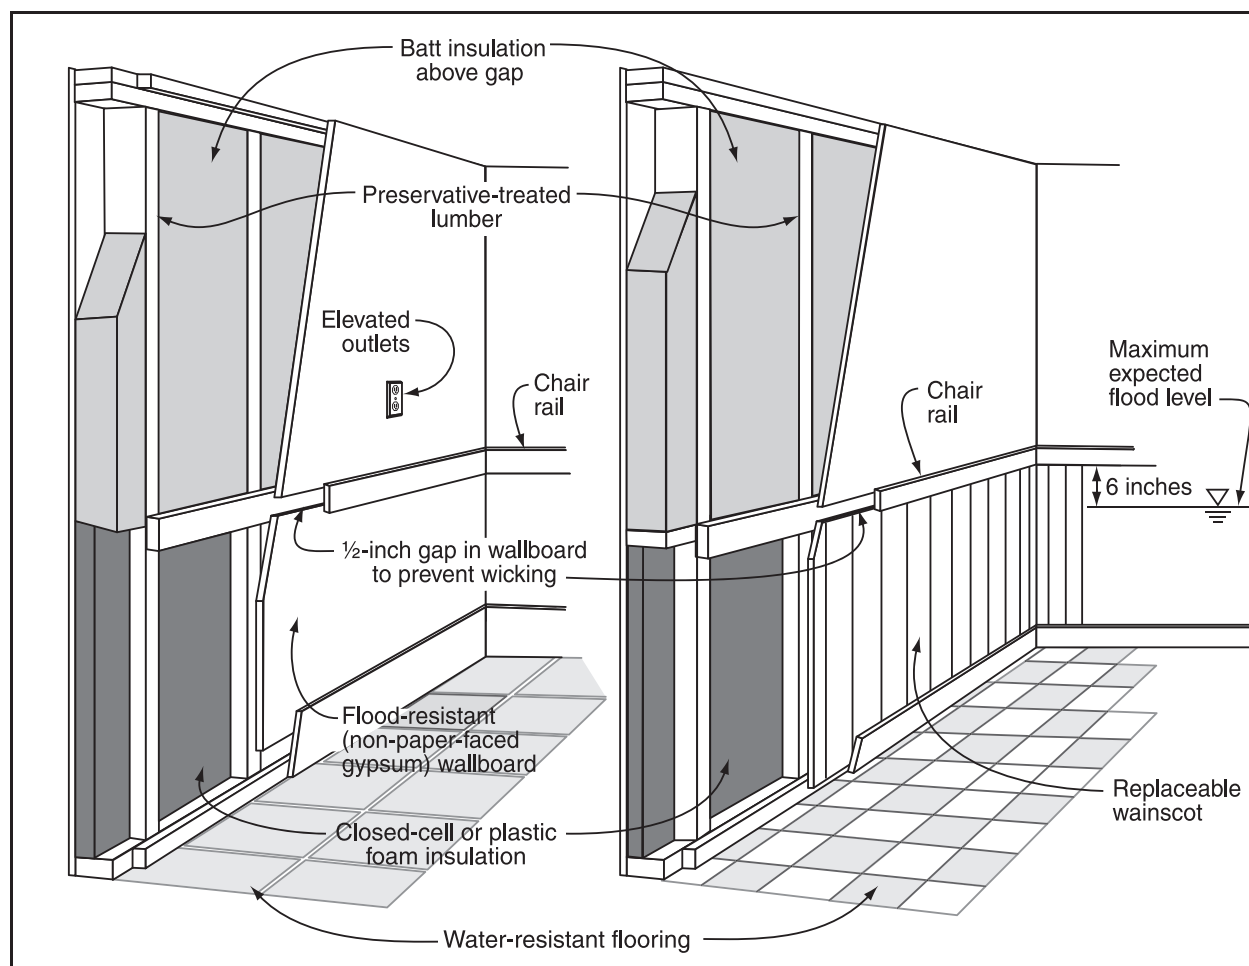 Batt insulation
above gap
Preservative-treated
lumber
Elevated
outlets
Chair
rail
Chair
rail
Maximum
expected
flood level
6 inches
½-inch gap in wallboard
to prevent wicking
Flood-resistant
(non-paper-faced
gypsum) wallboard
Replaceable
wainscot
Closed-cell or plastic
foam insulation
Water-resistant flooring